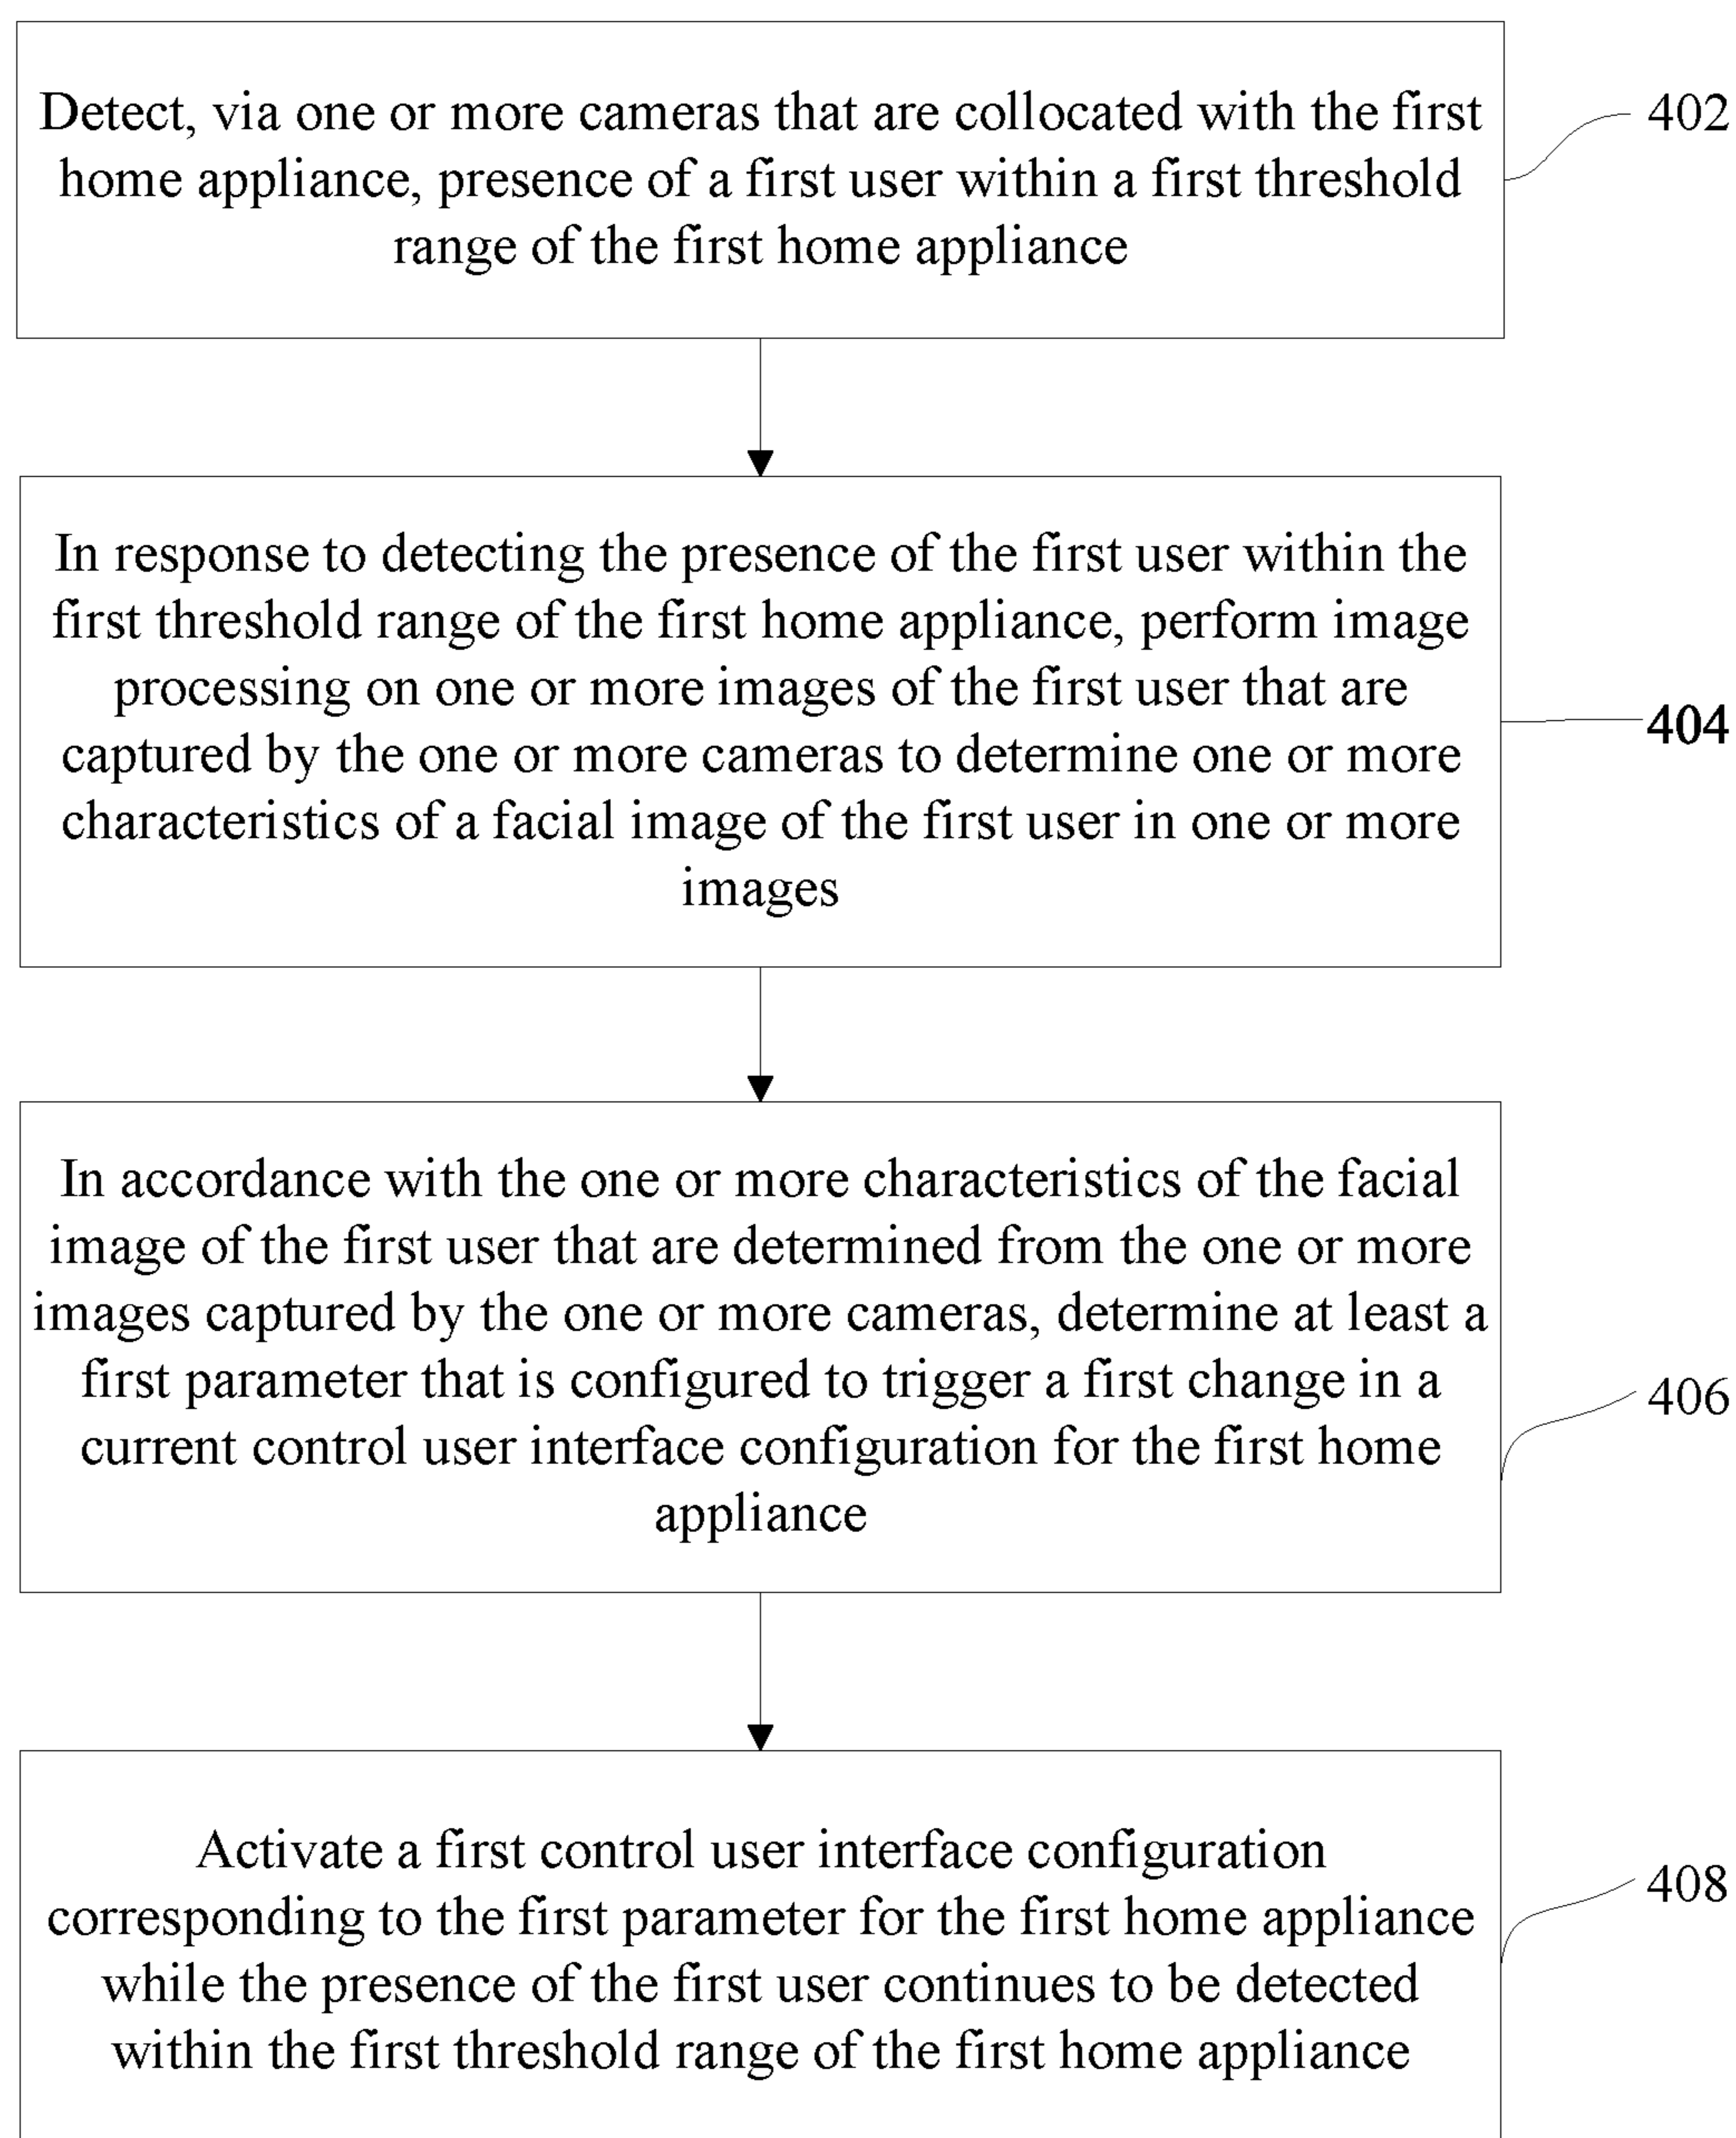 Detect, via one or more cameras that are collocated with the first
home appliance, presence of a first user within a first threshold
range of the first home appliance
402
In response to detecting the presence of the first user within the
first threshold range of the first home appliance, perform image
processing on one or more images of the first user that are
captured by the one or more cameras to determine one or more
characteristics of a facial image of the first user in one or more
images
404
In accordance with the one or more characteristics of the facial
image of the first user that are determined from the one or more
images captured by the one or more cameras, determine at least a
first parameter that is configured to trigger a first change in a
current control user interface configuration for the first home
appliance
406
Activate a first control user interface configuration
corresponding to the first parameter for the first home appliance
while the presence of the first user continues to be detected
within the first threshold range of the first home appliance
408